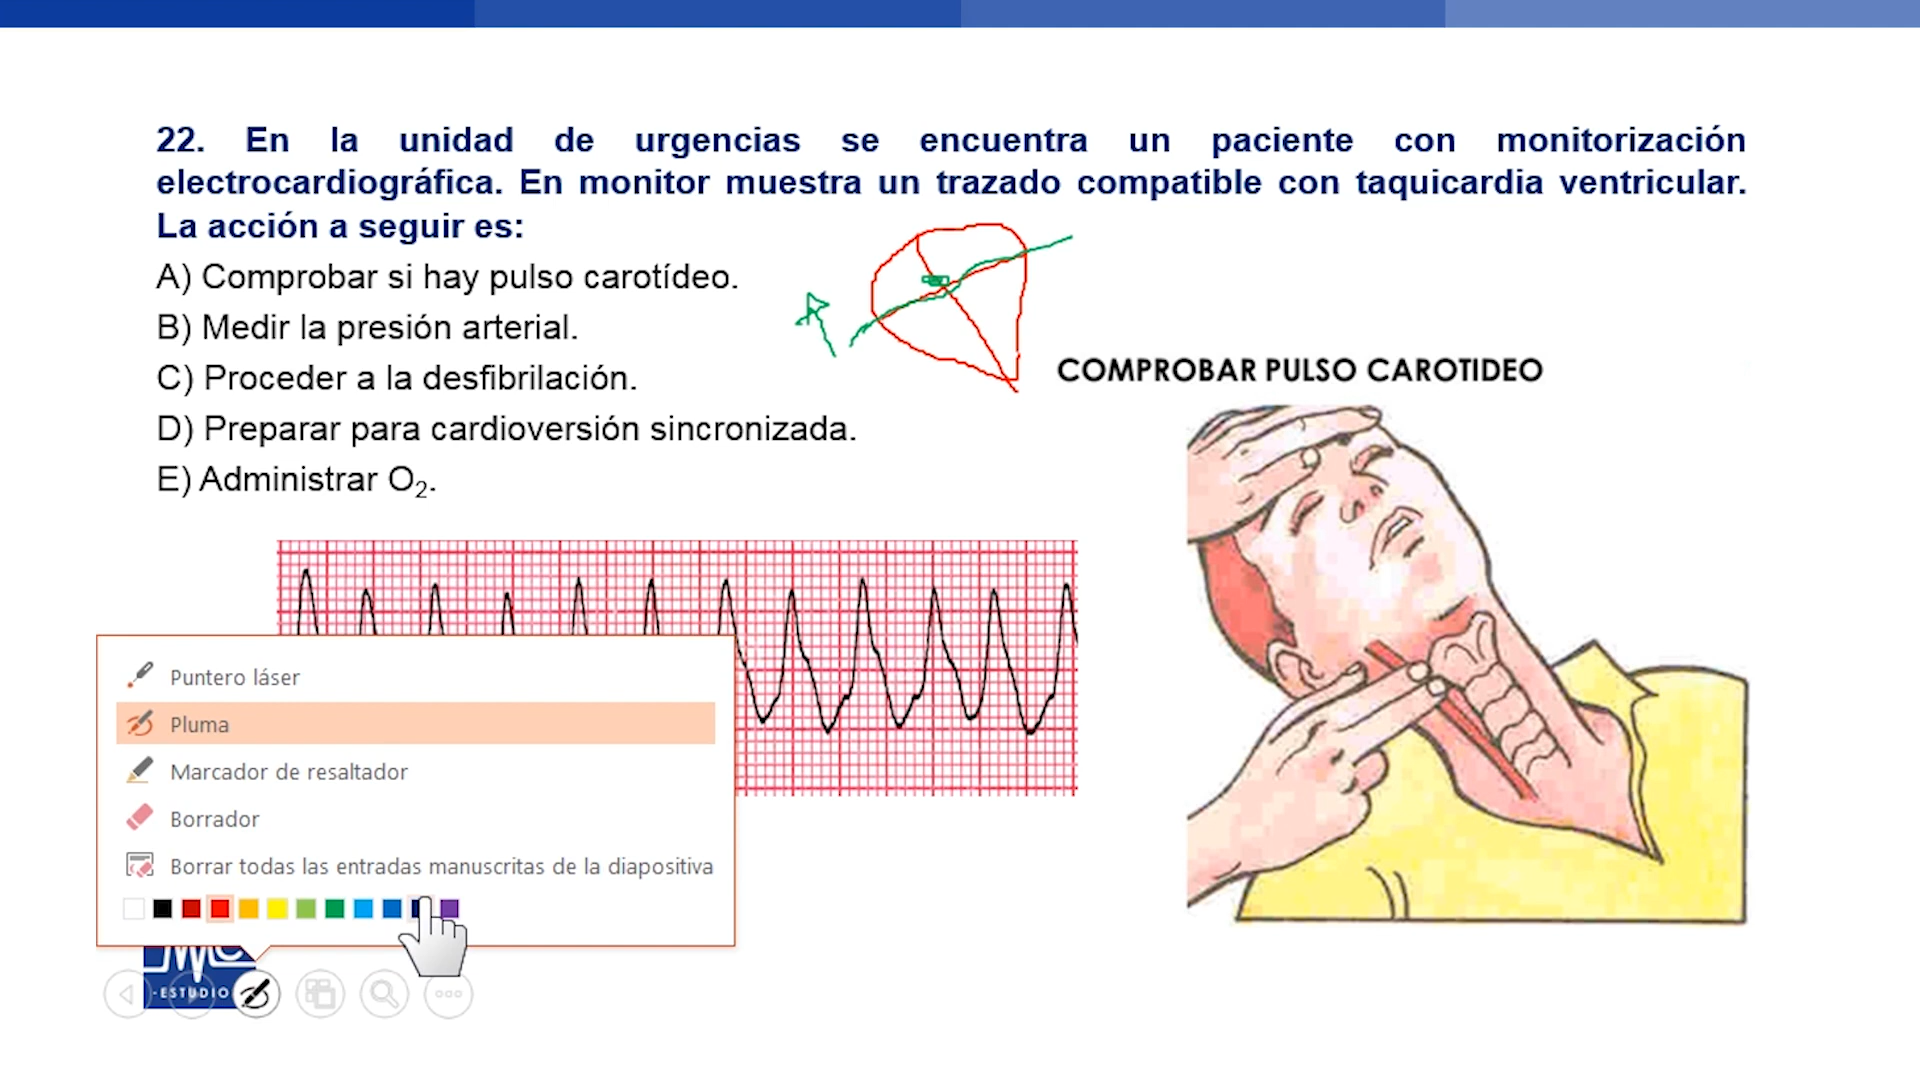 22. En la unidad de urgencias se encuentra un paciente con monitorización
electrocardiográfica. En monitor muestra un trazado compatible con taquicardia ventricular.
La acción a seguir es:
A) Comprobar si hay pulso carotídeo.
B) Medir la presión arterial.
C) Proceder a la desfibrilación.
D) Preparar para cardioversión sincronizada.
E) Administrar O₂.
COMPROBAR PULSO CAROTIDEO
Puntero láser
Pluma
Marcador de resaltador
Borrador
Borrar todas las entradas manuscritas de la diapositiva
-ESTUDIO